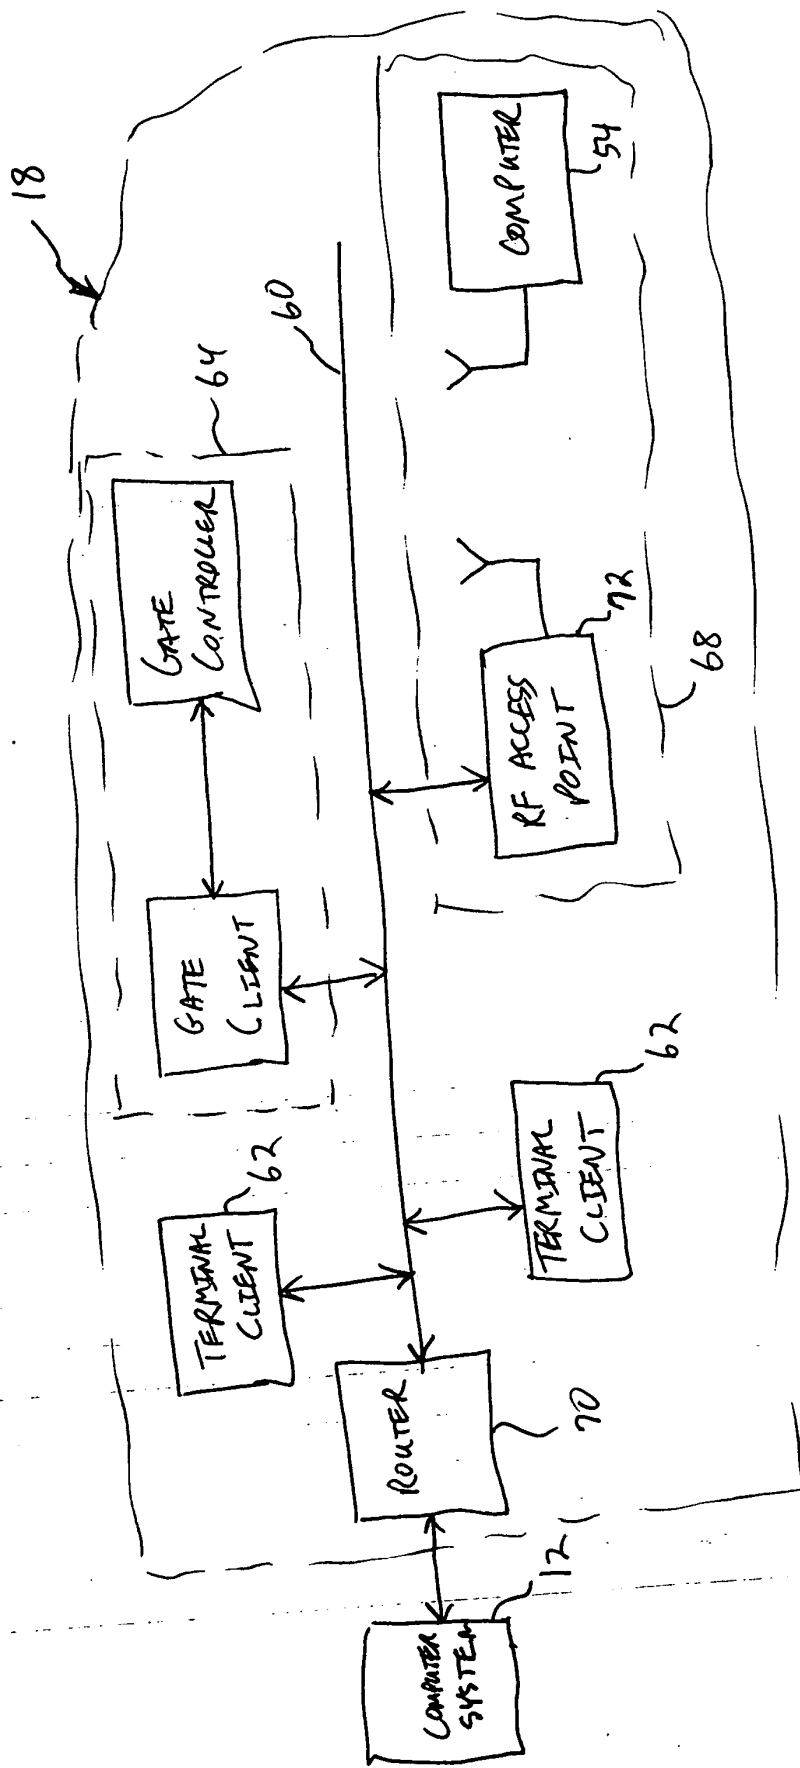 18
GATE
CONTROLLER
64
60
GATE
CLIENT
COMPUTER
54
RF ACCESS
POINT
72
68
TERMINAL
CLIENT
62
TERMINAL
CLIENT
62
ROUTER
70
COMPUTER
SYSTEM
12